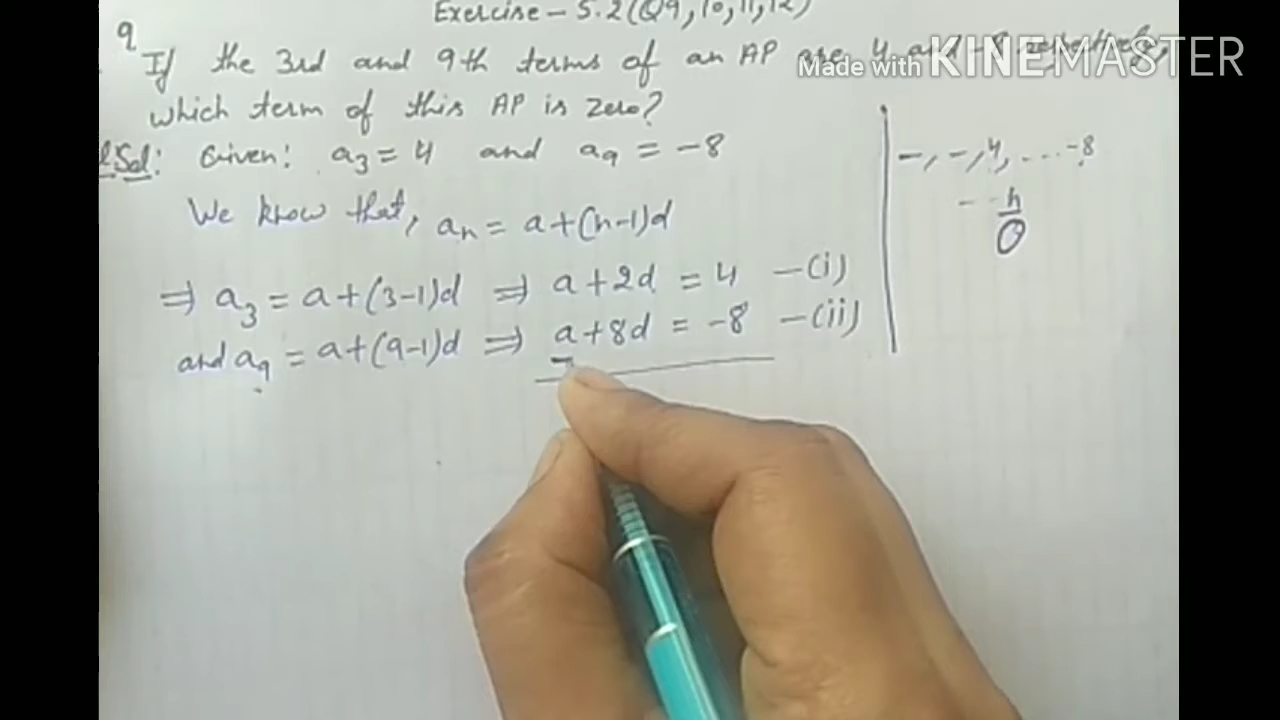 Exercise - 5.2 (Q9, 10, 11, 12)
9
If the 3rd and 9th terms of an AP are 4 and -8 respectively,
Made with KINEMASTER
which term of this AP is zero?
Sol: Given: a₃ = 4 and a₉ = -8
We know that, aₙ = a+(n-1)d
⇒ a₃ = a+(3-1)d ⇒ a+2d = 4 -(i)
and a₉ = a+(9-1)d ⇒ a+8d = -8 -(ii)
-
-, -, 4, ... -8
- - n
0